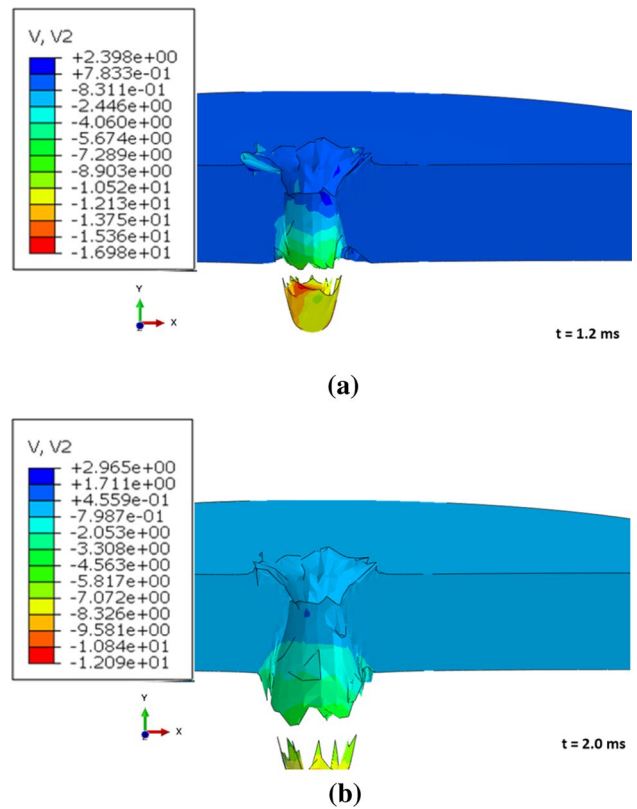 V, V2
+2.398e+00
+7.833e-01
-8.311e-01
-2.446e+00
-4.060e+00
-5.674e+00
-7.289e+00
-8.903e+00
-1.052e+01
-1.213e+01
-1.375e+01
-1.536e+01
-1.698e+01
Y
X
t = 1.2 ms
(a)
V, V2
+2.965e+00
+1.711e+00
+4.559e-01
-7.987e-01
-2.053e+00
-3.308e+00
-4.563e+00
-5.817e+00
-7.072e+00
-8.326e+00
-9.581e+00
-1.084e+01
-1.209e+01
Y
X
t = 2.0 ms
(b)